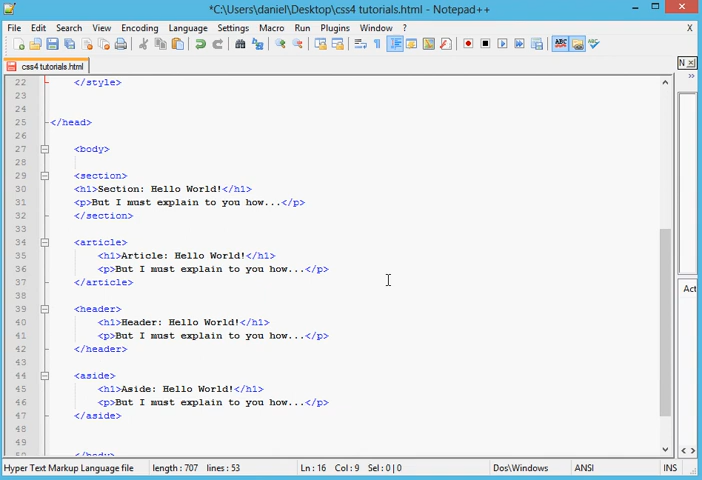 *C:\Users\daniel\Desktop\css4 tutorials.html - Notepad++
File Edit Search View Encoding Language Settings Macro Run Plugins Window ? X
css4 tutorials.html
N
22 </style>
23
24
25 </head>
26
27 <body>
28
29 <section>
30 <h1>Section: Hello World!</h1>
31 <p>But I must explain to you how...</p>
32 </section>
33
34 <article>
35 <h1>Article: Hello World!</h1>
36 <p>But I must explain to you how...</p>
37 </article>
38
39 <header>
40 <h1>Header: Hello World!</h1>
41 <p>But I must explain to you how...</p>
42 </header>
43
44 <aside>
45 <h1>Aside: Hello World!</h1>
46 <p>But I must explain to you how...</p>
47 </aside>
48
49
50 </body>
Act
Hyper Text Markup Language file length : 707 lines : 53 Ln : 16 Col : 9 Sel : 0 | 0 Dos\Windows ANSI INS